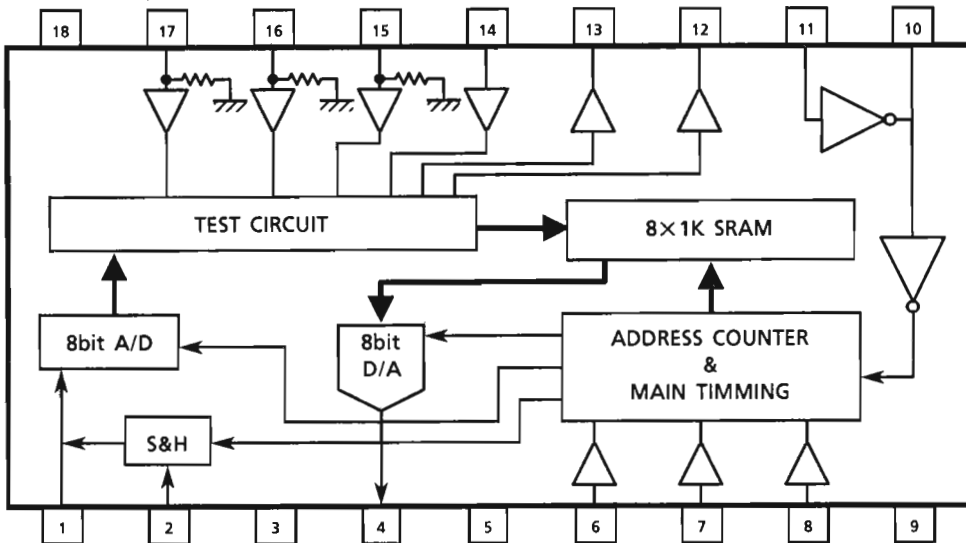 18 17 16 15 14 13 12 11 10
TEST CIRCUIT
8×1K SRAM
8bit A/D
8bit
D/A
ADDRESS COUNTER
&
MAIN TIMMING
S&H
1 2 3 4 5 6 7 8 9